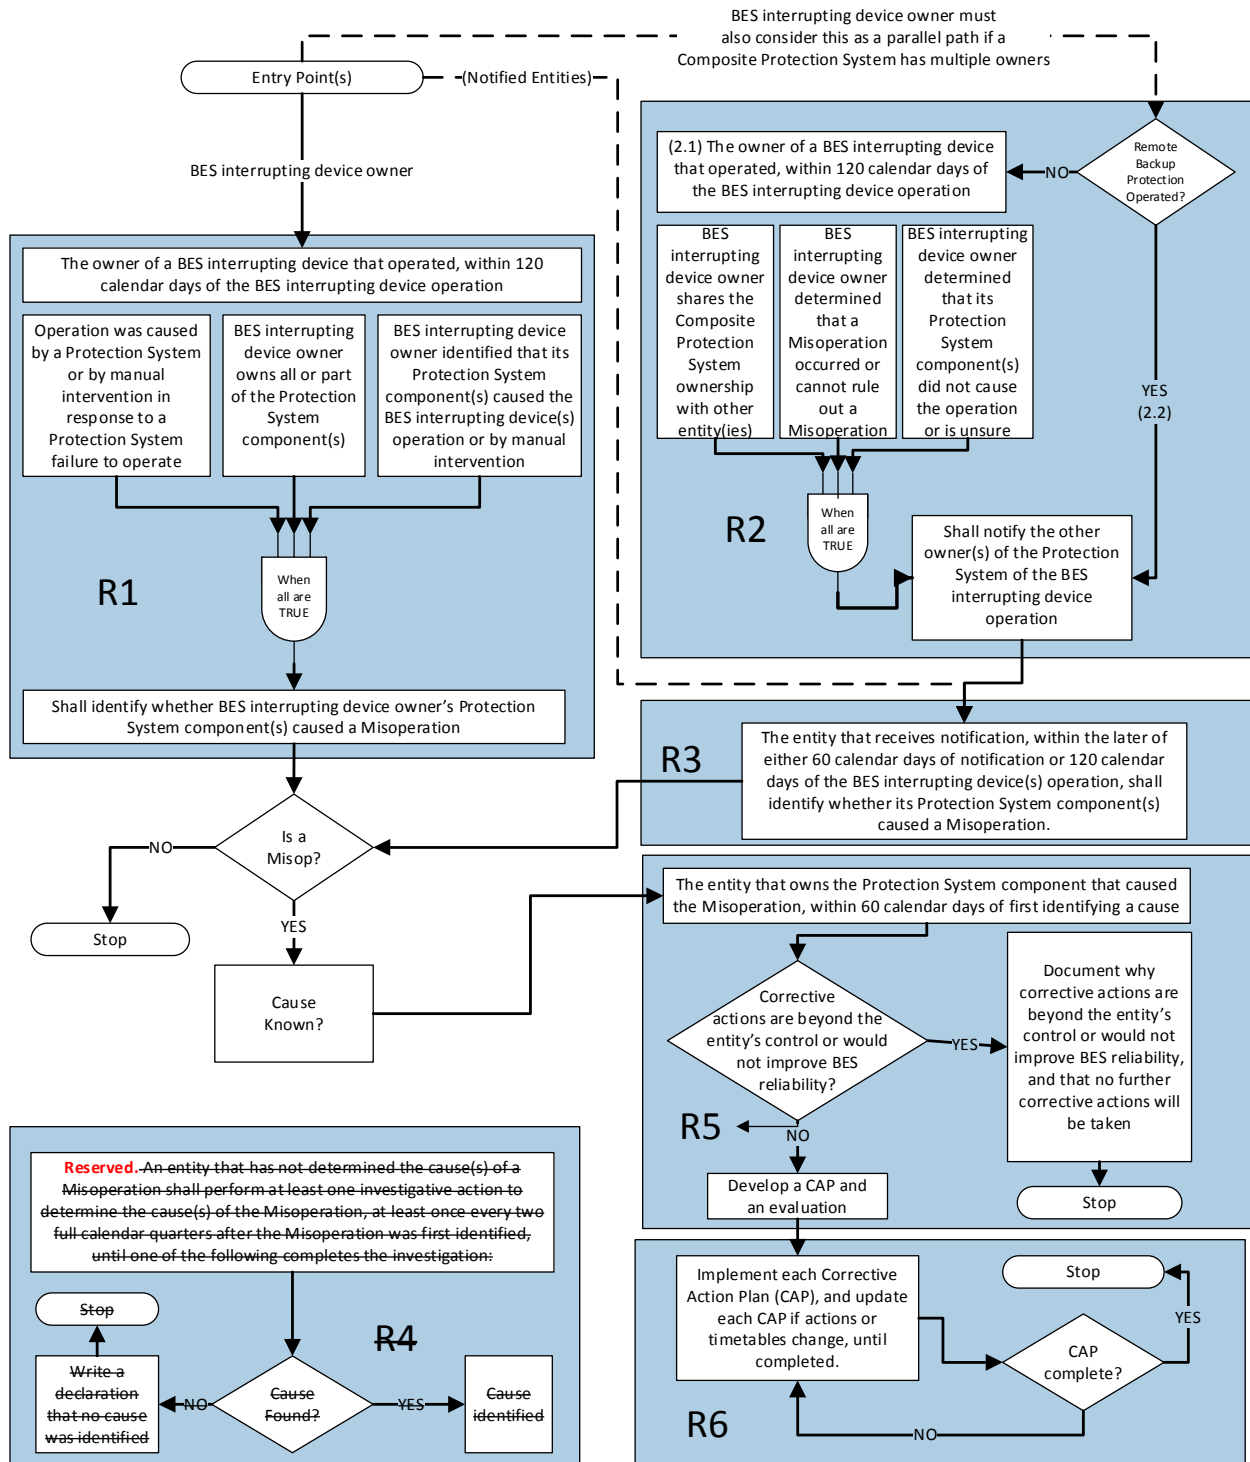 BES interrupting device owner must
also consider this as a parallel path if a
Composite Protection System has multiple owners
Entry Point(s)
(Notified Entities)
BES interrupting device owner
The owner of a BES interrupting device that operated, within 120
calendar days of the BES interrupting device operation
Operation was caused
by a Protection System
or by manual
intervention in
response to a
Protection System
failure to operate
BES interrupting
device owner
owns all or part
of the Protection
System
component(s)
BES interrupting device
owner identified that its
Protection System
component(s) caused the
BES interrupting device(s)
operation or by manual
intervention
R1
When
all are
TRUE
Shall identify whether BES interrupting device owner’s Protection
System component(s) caused a Misoperation
Is a
Misop?
NO
Stop
YES
Cause
Known?
(2.1) The owner of a BES interrupting device
that operated, within 120 calendar days of
the BES interrupting device operation
NO
Remote
Backup
Protection
Operated?
BES
interrupting
device owner
shares the
Composite
Protection
System
ownership
with other
entity(ies)
BES
interrupting
device owner
determined
that a
Misoperation
occurred or
cannot rule
out a
Misoperation
BES interrupting
device owner
determined
that its
Protection
System
component(s)
did not cause
the operation
or is unsure
YES
(2.2)
R2
When
all are
TRUE
Shall notify the other
owner(s) of the Protection
System of the BES
interrupting device
operation
R3
The entity that receives notification, within the later of
either 60 calendar days of notification or 120 calendar
days of the BES interrupting device(s) operation, shall
identify whether its Protection System component(s)
caused a Misoperation.
The entity that owns the Protection System component that caused
the Misoperation, within 60 calendar days of first identifying a cause
Corrective
actions are beyond the
entity’s control or would
not improve BES
reliability?
YES
Document why
corrective actions are
beyond the entity’s
control or would not
improve BES reliability,
and that no further
corrective actions will
be taken
R5
NO
Develop a CAP and
an evaluation
Stop
Reserved. An entity that has not determined the cause(s) of a
Misoperation shall perform at least one investigative action to
determine the cause(s) of the Misoperation, at least once every two
full calendar quarters after the Misoperation was first identified,
until one of the following completes the investigation:
Stop
R4
Write a
declaration
that no cause
was identified
NO
Cause
Found?
YES
Cause
identified
Implement each Corrective
Action Plan (CAP), and update
each CAP if actions or
timetables change, until
completed.
Stop
YES
CAP
complete?
R6
NO